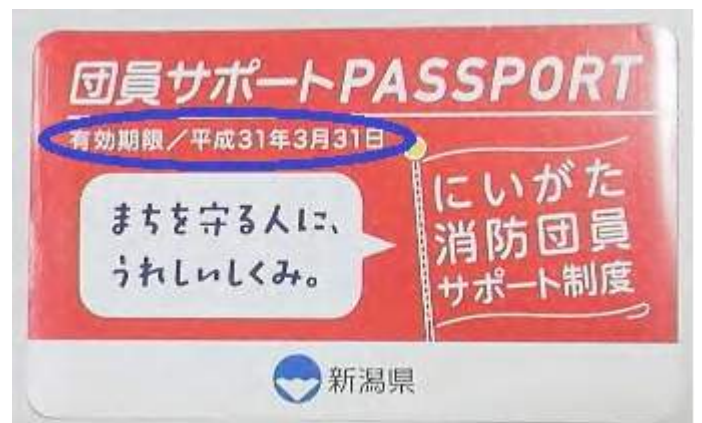 団員サポートPASSPORT
有効期限／平成31年3月31日
まちを守る人に、
うれしいしくみ。
にいがた
消防団員
サポート制度
新潟県